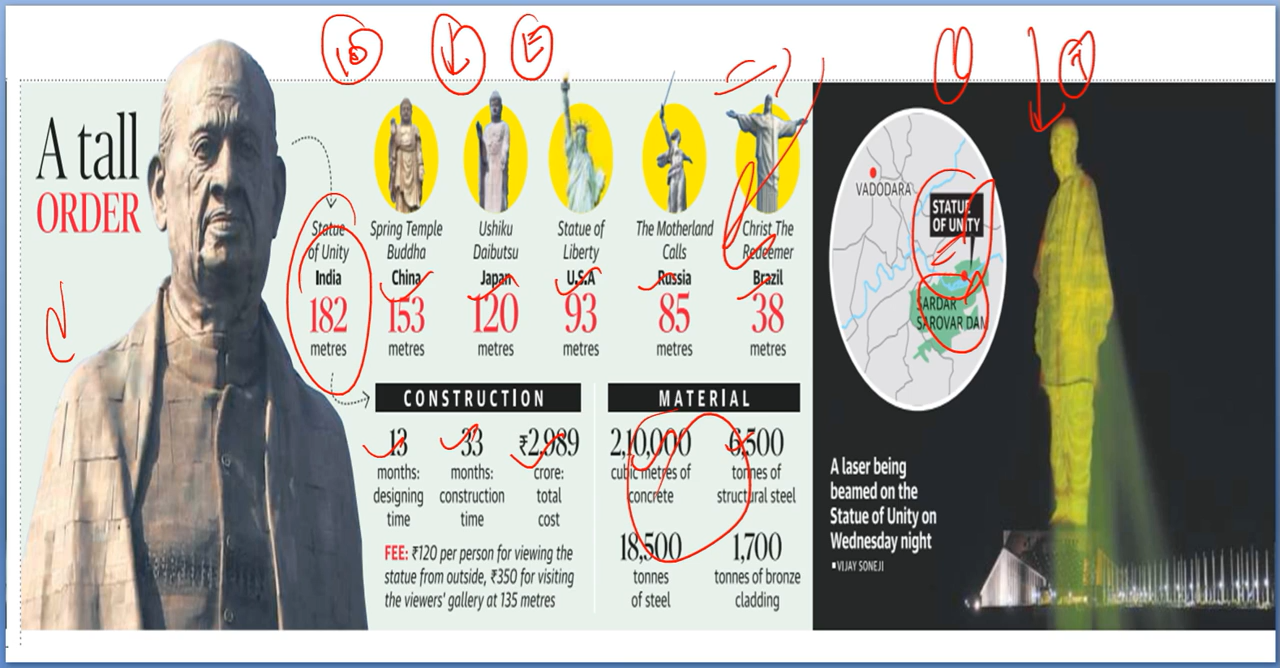 A tall
ORDER
Statue
of Unity
India
182
metres
Spring Temple
Buddha
China
153
metres
Ushiku
Daibutsu
Japan
120
metres
Statue of
Liberty
U.S.A
93
metres
The Motherland
Calls
Russia
85
metres
Christ The
Redeemer
Brazil
38
metres
CONSTRUCTION
13
months:
designing
time
33
months:
construction
time
₹2,989
crore:
total
cost
FEE: ₹120 per person for viewing the
statue from outside, ₹350 for visiting
the viewers' gallery at 135 metres
MATERIAL
2,10,000
cubic metres of
concrete
6,500
tonnes of
structural steel
18,500
tonnes
of steel
1,700
tonnes of bronze
cladding
VADODARA
STATUE
OF UNITY
SARDAR
SAROVAR DAM
A laser being
beamed on the
Statue of Unity on
Wednesday night
■ VIJAY SONEJI